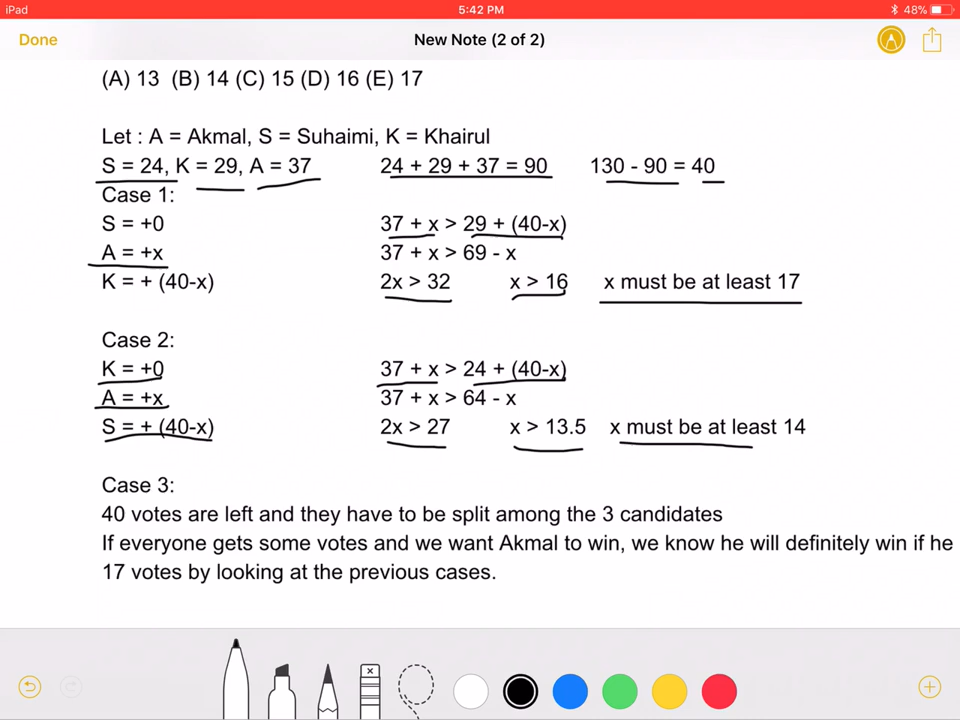 iPad 5:42 PM 48%
Done New Note (2 of 2)
(A) 13 (B) 14 (C) 15 (D) 16 (E) 17
Let : A = Akmal, S = Suhaimi, K = Khairul
S = 24, K = 29, A = 37 24 + 29 + 37 = 90 130 - 90 = 40
Case 1:
S = +0 37 + x > 29 + (40-x)
A = +x 37 + x > 69 - x
K = + (40-x) 2x > 32 x > 16 x must be at least 17
Case 2:
K = +0 37 + x > 24 + (40-x)
A = +x 37 + x > 64 - x
S = + (40-x) 2x > 27 x > 13.5 x must be at least 14
Case 3:
40 votes are left and they have to be split among the 3 candidates
If everyone gets some votes and we want Akmal to win, we know he will definitely win if he
17 votes by looking at the previous cases.